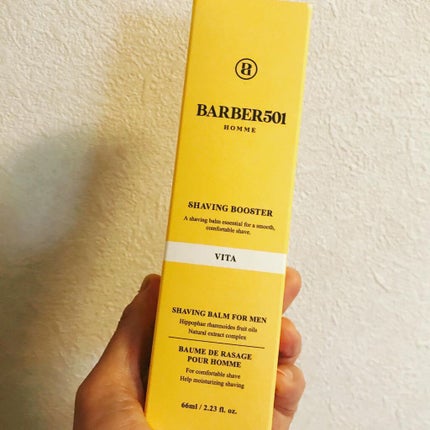 B
BARBER501
HOMME
SHAVING BOOSTER
A shaving balm essential for a smooth,
comfortable shave.
VITA
SHAVING BALM FOR MEN
Hippophae rhamnoides fruit oils
Natural extract complex
BAUME DE RASAGE
POUR HOMME
For comfortable shave
Help moisturizing shaving
66ml / 2.23 fl. oz.